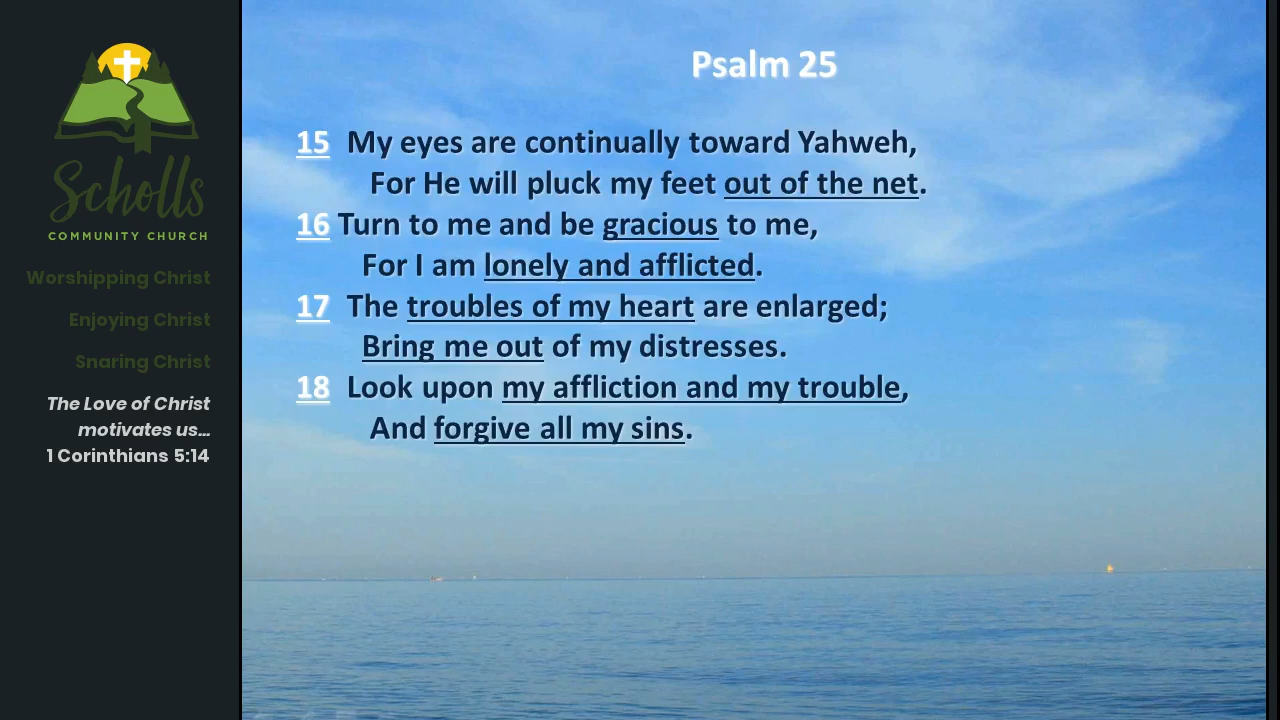 Scholls
COMMUNITY CHURCH
Worshipping Christ
Enjoying Christ
Snaring Christ
The Love of Christ
motivates us...
1 Corinthians 5:14
Psalm 25
15 My eyes are continually toward Yahweh,
For He will pluck my feet out of the net.
16 Turn to me and be gracious to me,
For I am lonely and afflicted.
17 The troubles of my heart are enlarged;
Bring me out of my distresses.
18 Look upon my affliction and my trouble,
And forgive all my sins.